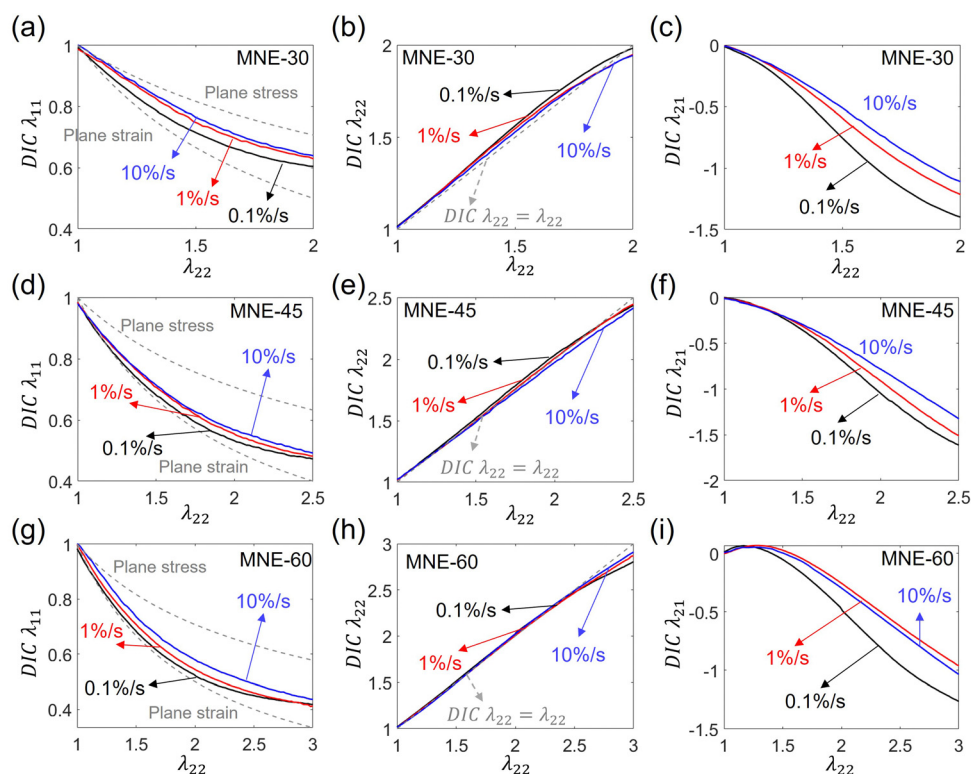 (a)
MNE-30
Plane stress
Plane strain
10%/s
1%/s
0.1%/s
DIC λ₁₁
1
0.8
0.6
0.4
1
1.5
2
λ₂₂
(b)
MNE-30
0.1%/s
1%/s
10%/s
DIC λ₂₂ = λ₂₂
DIC λ₂₂
2
1.5
1
1
1.5
2
λ₂₂
(c)
MNE-30
10%/s
1%/s
0.1%/s
DIC λ₂₁
0
-0.5
-1
-1.5
1
1.5
2
λ₂₂
(d)
MNE-45
Plane stress
10%/s
1%/s
0.1%/s
Plane strain
DIC λ₁₁
1
0.8
0.6
0.4
1
1.5
2
2.5
λ₂₂
(e)
MNE-45
0.1%/s
1%/s
10%/s
DIC λ₂₂ = λ₂₂
DIC λ₂₂
2.5
2
1.5
1
1
1.5
2
2.5
λ₂₂
(f)
MNE-45
10%/s
1%/s
0.1%/s
DIC λ₂₁
0
-0.5
-1
-1.5
-2
1
1.5
2
2.5
λ₂₂
(g)
MNE-60
Plane stress
10%/s
1%/s
0.1%/s
Plane strain
DIC λ₁₁
1
0.8
0.6
0.4
1
1.5
2
2.5
3
λ₂₂
(h)
MNE-60
0.1%/s
1%/s
10%/s
DIC λ₂₂ = λ₂₂
DIC λ₂₂
3
2.5
2
1.5
1
1
1.5
2
2.5
3
λ₂₂
(i)
MNE-60
10%/s
1%/s
0.1%/s
DIC λ₂₁
0
-0.5
-1
-1.5
1
1.5
2
2.5
3
λ₂₂